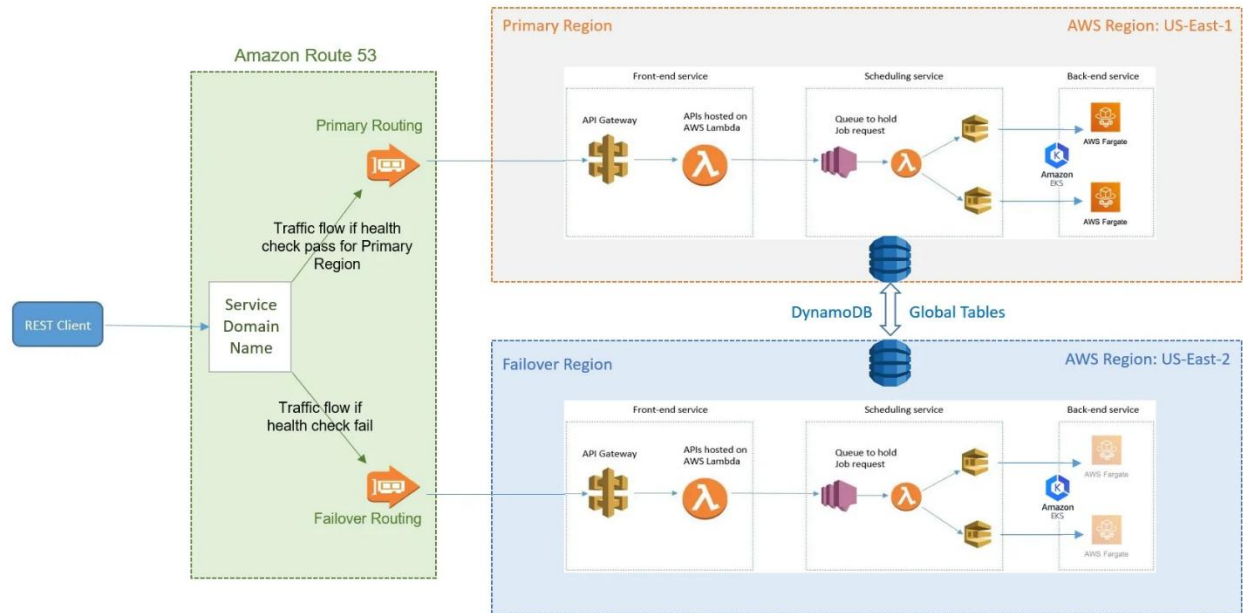 Amazon Route 53
Primary Routing
Traffic flow if health
check pass for Primary
Region
REST Client
Service
Domain
Name
Traffic flow if
health check fail
Failover Routing
Primary Region
AWS Region: US-East-1
Front-end service
Scheduling service
Back-end service
API Gateway
APIs hosted on
AWS Lambda
Queue to hold
Job request
AWS Fargate
Amazon
EKS
AWS Fargate
DynamoDB
Global Tables
Failover Region
AWS Region: US-East-2
Front-end service
Scheduling service
Back-end service
API Gateway
APIs hosted on
AWS Lambda
Queue to hold
Job request
AWS Fargate
Amazon
EKS
AWS Fargate